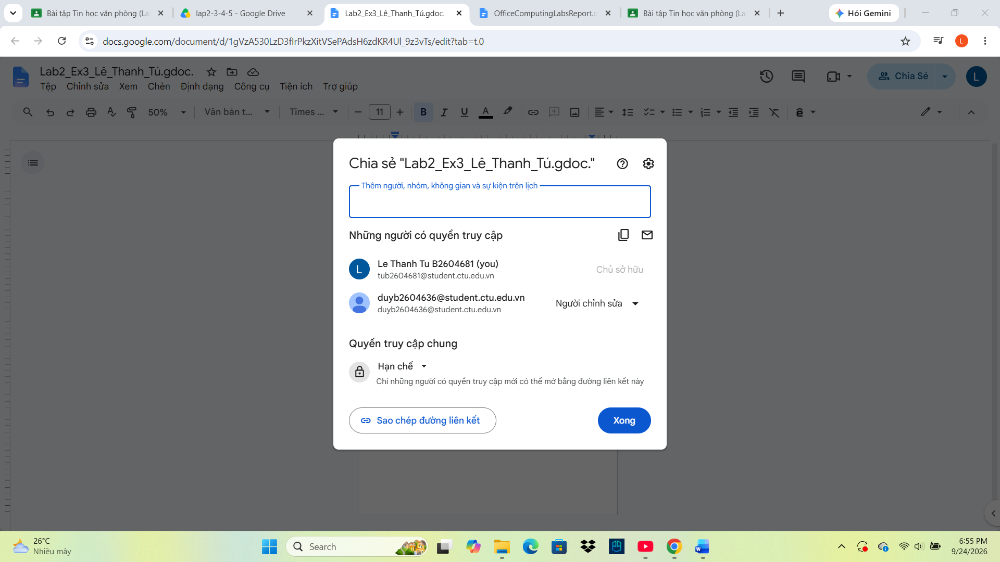 Bài tập Tin học văn phòng (La
lap2-3-4-5 - Google Drive
Lab2_Ex3_Lê_Thanh_Tú.gdoc.
OfficeComputingLabsReport.d
Bài tập Tin học văn phòng (La
Hỏi Gemini
docs.google.com/document/d/1gVzA530LzD3fIrPkzXitVSePAdsH6zdKR4Ul_9z3vTs/edit?tab=t.0
L
Lab2_Ex3_Lê_Thanh_Tú.gdoc.
Tệp Chỉnh sửa Xem Chèn Định dạng Công cụ Tiện ích Trợ giúp
Chia Sẻ
L
50% Văn bản t... Times ... 11 B I U A ê
Chia sẻ "Lab2_Ex3_Lê_Thanh_Tú.gdoc."
Thêm người, nhóm, không gian và sự kiện trên lịch
Những người có quyền truy cập
L
Le Thanh Tu B2604681 (you)
tub2604681@student.ctu.edu.vn
Chủ sở hữu
duyb2604636@student.ctu.edu.vn
duyb2604636@student.ctu.edu.vn
Người chỉnh sửa
Quyền truy cập chung
Hạn chế
Chỉ những người có quyền truy cập mới có thể mở bằng đường liên kết này
Sao chép đường liên kết
Xong
26°C
Nhiều mây
Search
6:55 PM
9/24/2026